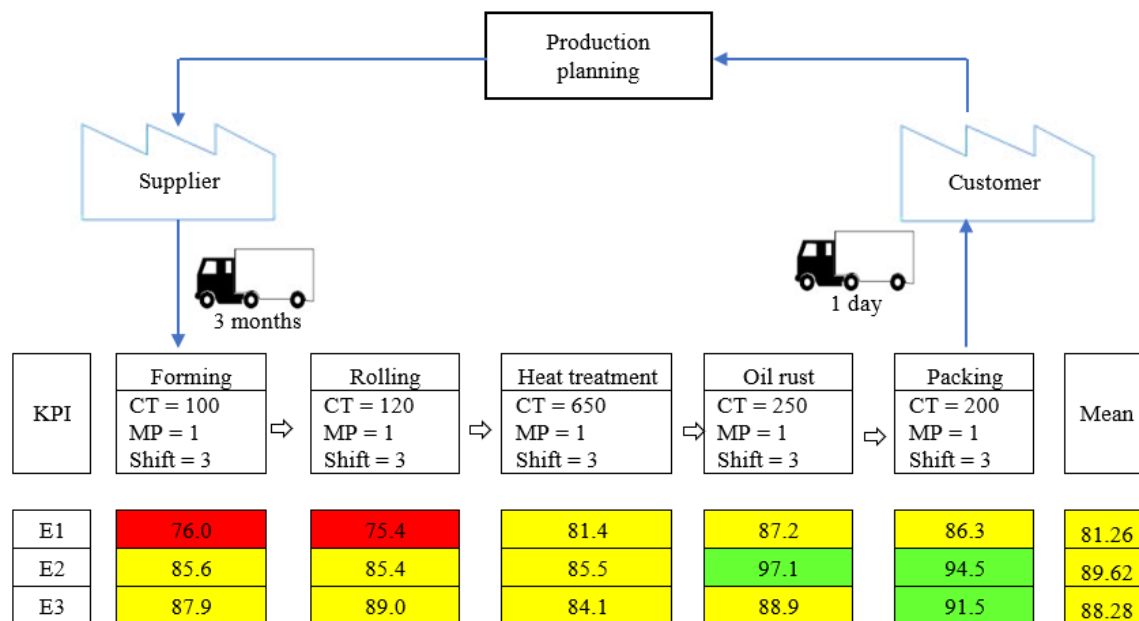 Production
planning
Supplier
Customer
3 months
1 day
KPI
Forming
CT = 100
MP = 1
Shift = 3
Rolling
CT = 120
MP = 1
Shift = 3
Heat treatment
CT = 650
MP = 1
Shift = 3
Oil rust
CT = 250
MP = 1
Shift = 3
Packing
CT = 200
MP = 1
Shift = 3
Mean
E1 76.0 75.4 81.4 87.2 86.3 81.26
E2 85.6 85.4 85.5 97.1 94.5 89.62
E3 87.9 89.0 84.1 88.9 91.5 88.28